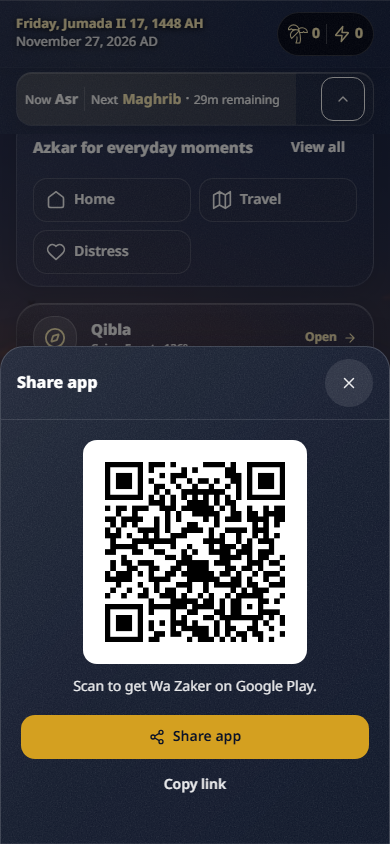 Friday, Jumada II 17, 1448 AH
November 27, 2026 AD
0
0
Now Asr Next Maghrib · 29m remaining
Azkar for everyday moments
View all
Home
Travel
Distress
Qibla
Open →
Share app
Scan to get Wa Zaker on Google Play.
Share app
Copy link